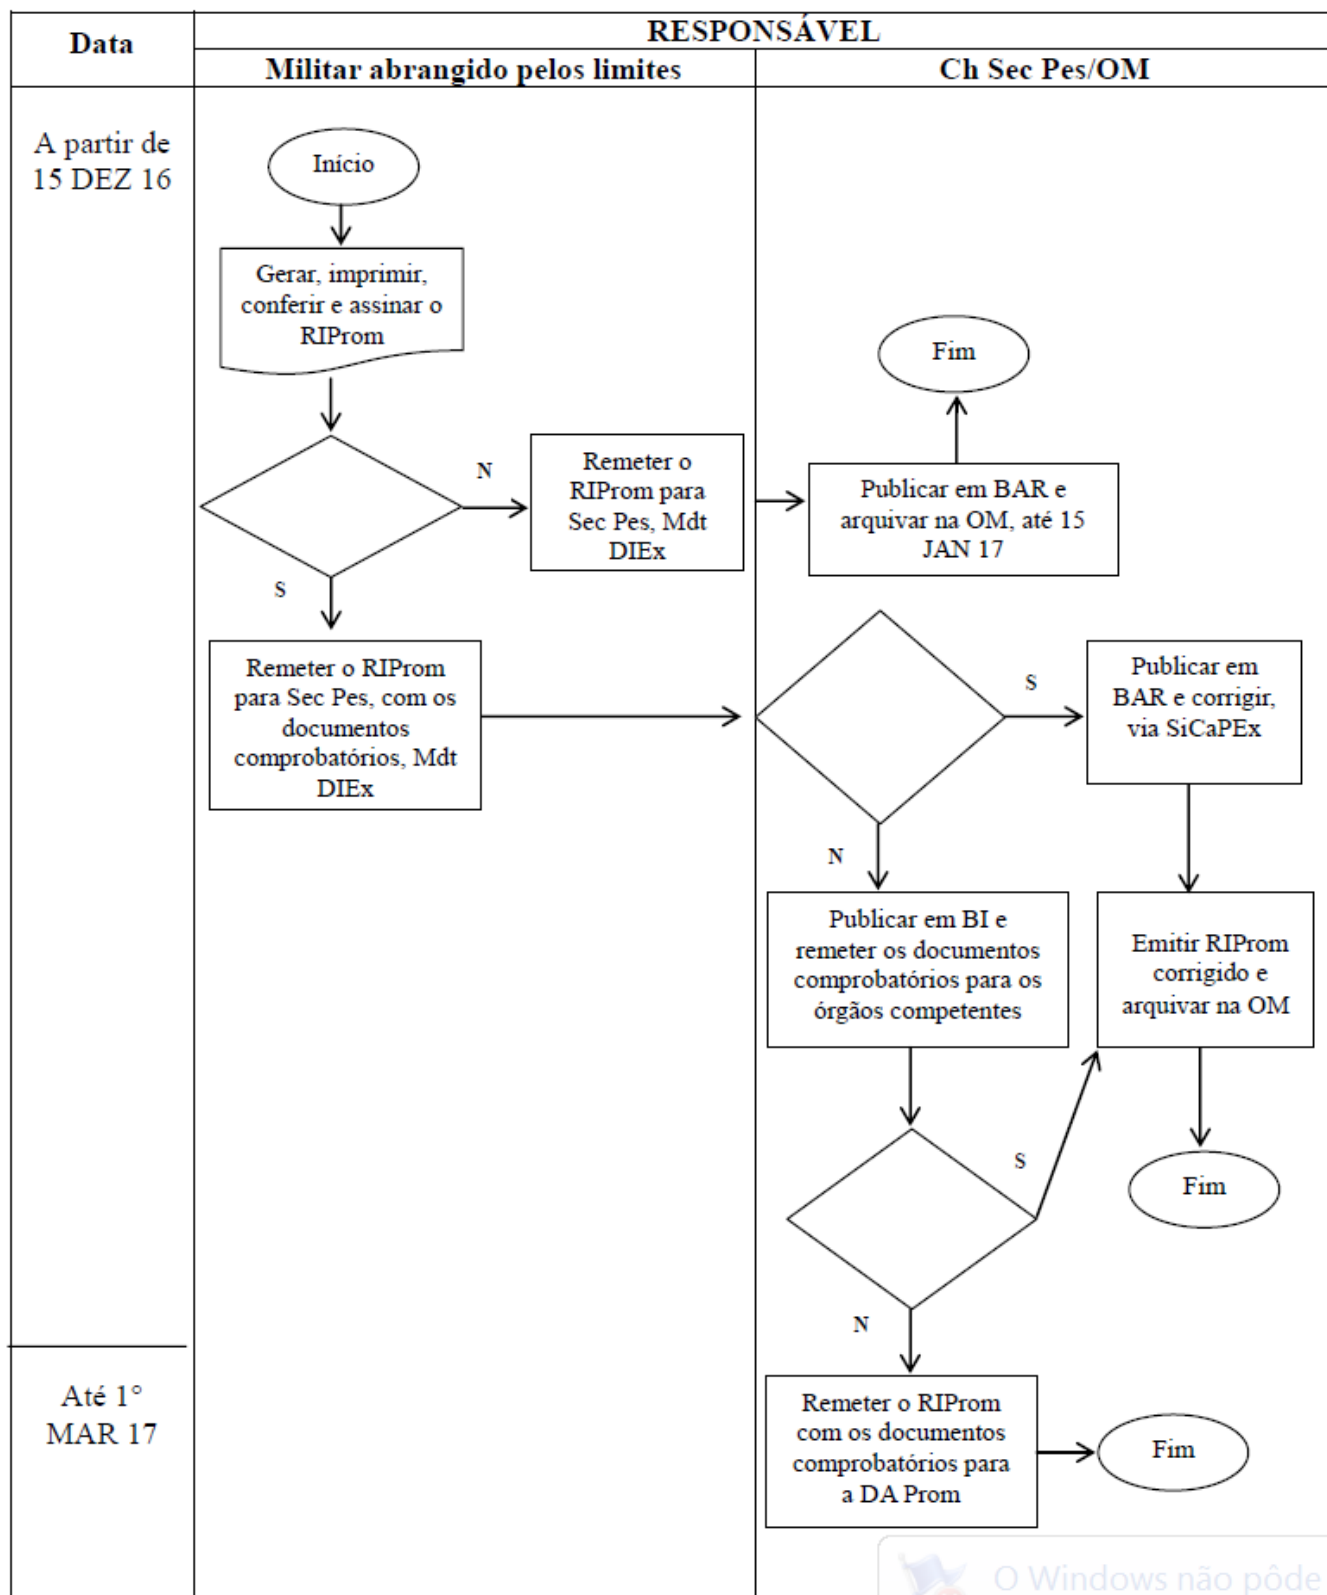 Data
RESPONSÁVEL
Militar abrangido pelos limites
Ch Sec Pes/OM
A partir de
15 DEZ 16
Início
Gerar, imprimir,
conferir e assinar o
RIProm
N
Remeter o
RIProm para
Sec Pes, Mdt
DIEx
Fim
Publicar em BAR e
arquivar na OM, até 15
JAN 17
S
Remeter o RIProm
para Sec Pes, com os
documentos
comprobatórios, Mdt
DIEx
S
Publicar em
BAR e corrigir,
via SiCaPEx
N
Publicar em BI e
remeter os documentos
comprobatórios para os
órgãos competentes
Emitir RIProm
corrigido e
arquivar na OM
S
Fim
N
Até 1°
MAR 17
Remeter o RIProm
com os documentos
comprobatórios para
a DA Prom
Fim
O Windows não pôde